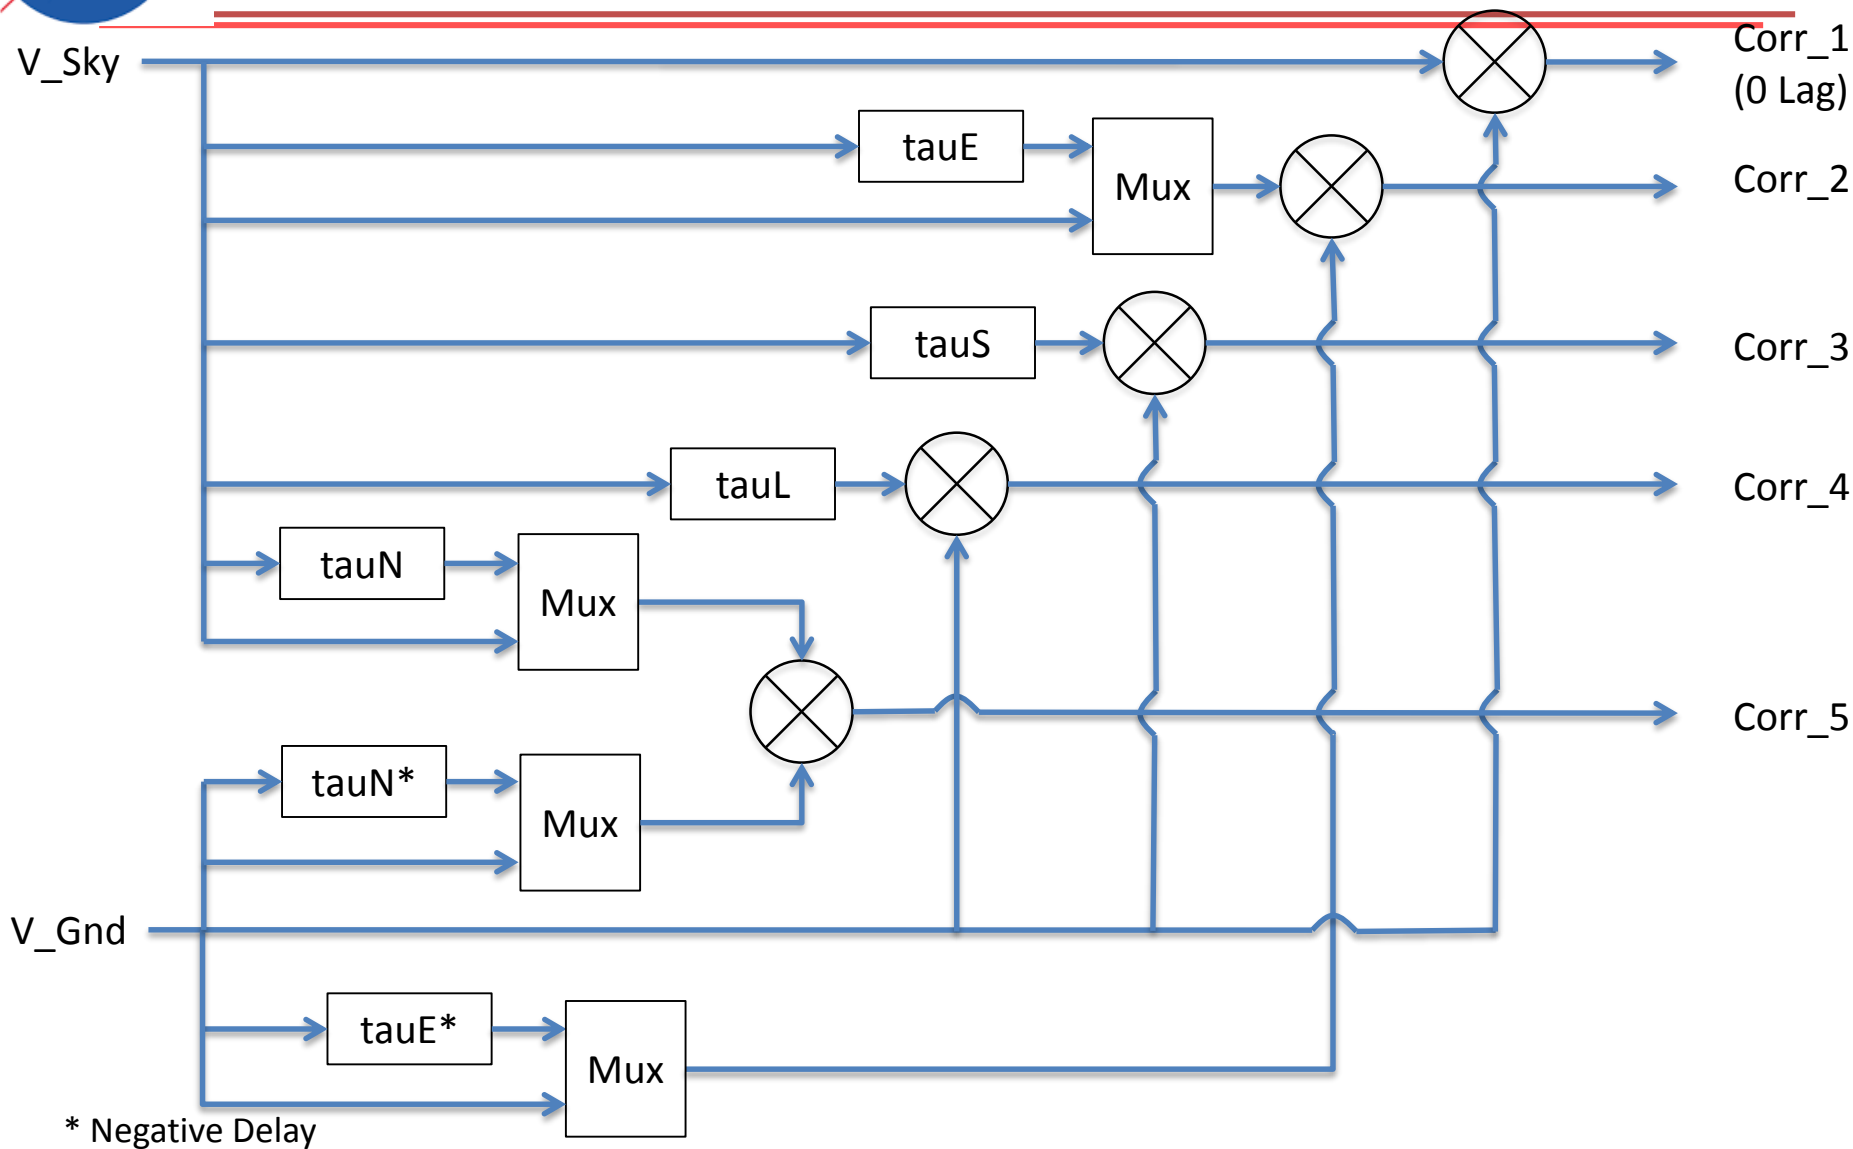 V_Sky
Corr_1
(0 Lag)
tauE
Mux
Corr_2
tauS
Corr_3
tauL
Corr_4
tauN
Mux
Corr_5
tauN*
Mux
V_Gnd
tauE*
Mux
* Negative Delay